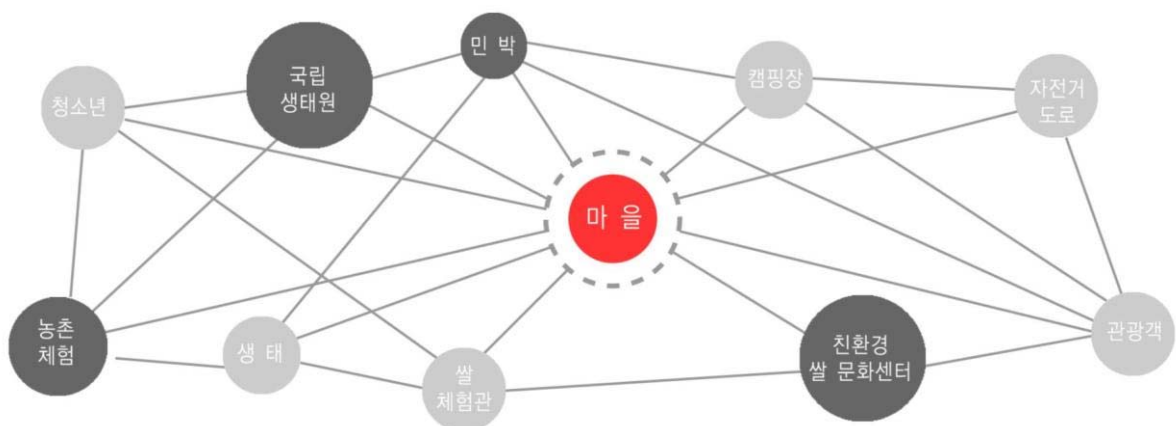 민 박
국립
생태원
캠핑장
자전거
도로
청소년
마 을
농촌
체험
생 태
쌀
체험관
친환경
쌀 문화센터
관광객